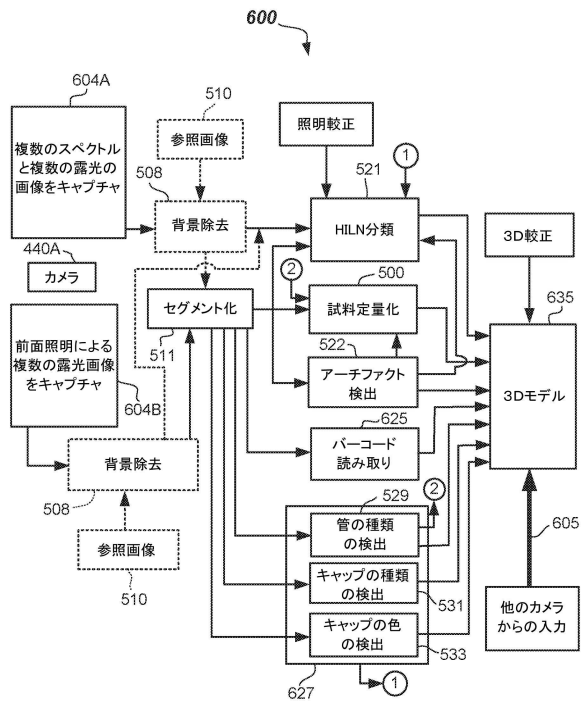 600
604A
複数のスペクトル
と複数の露光の
画像をキャプチャ
510
参照画像
508
背景除去
照明較正
1
521
HILN分類
440A
カメラ
2
500
試料定量化
3D較正
635
3Dモデル
セグメント化
511
前面照明による
複数の露光画像
をキャプチャ
604B
522
アーチファクト
検出
625
バーコード
読み取り
背景除去
508
参照画像
510
529
2
管の種類
の検出
キャップの種類
の検出
531
キャップの色
の検出
533
627
1
605
他のカメラ
からの入力